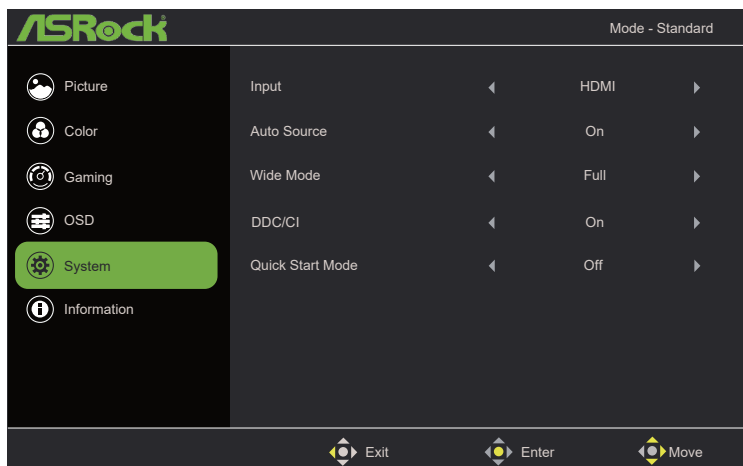 ASRock
Mode - Standard
Picture
Color
Gaming
OSD
System
Information
Input HDMI
Auto Source On
Wide Mode Full
DDC/CI On
Quick Start Mode Off
Exit Enter Move